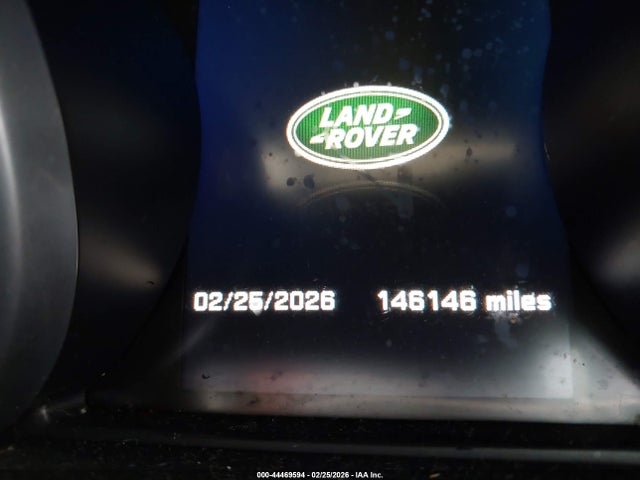 LAND
ROVER
02/25/2026 146146 miles
000-44469594 - 02/25/2026 - IAA Inc.